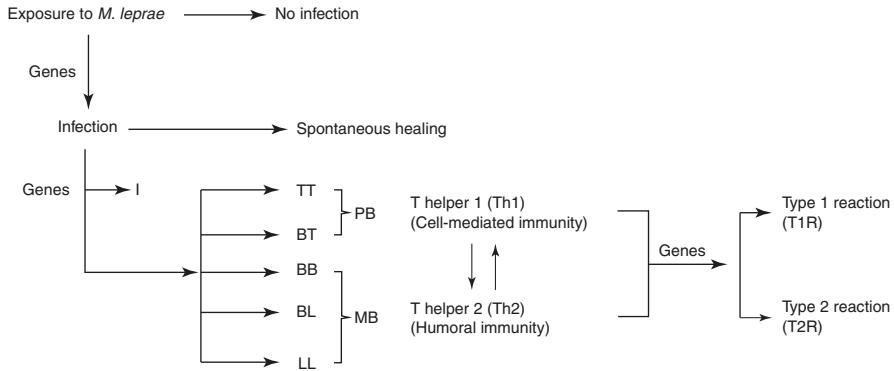 Exposure to M. leprae
No infection
Genes
Infection
Spontaneous healing
Genes
I
TT
BT
BB
BL
LL
PB
MB
T helper 1 (Th1)
(Cell-mediated immunity)
T helper 2 (Th2)
(Humoral immunity)
Genes
Type 1 reaction
(T1R)
Type 2 reaction
(T2R)